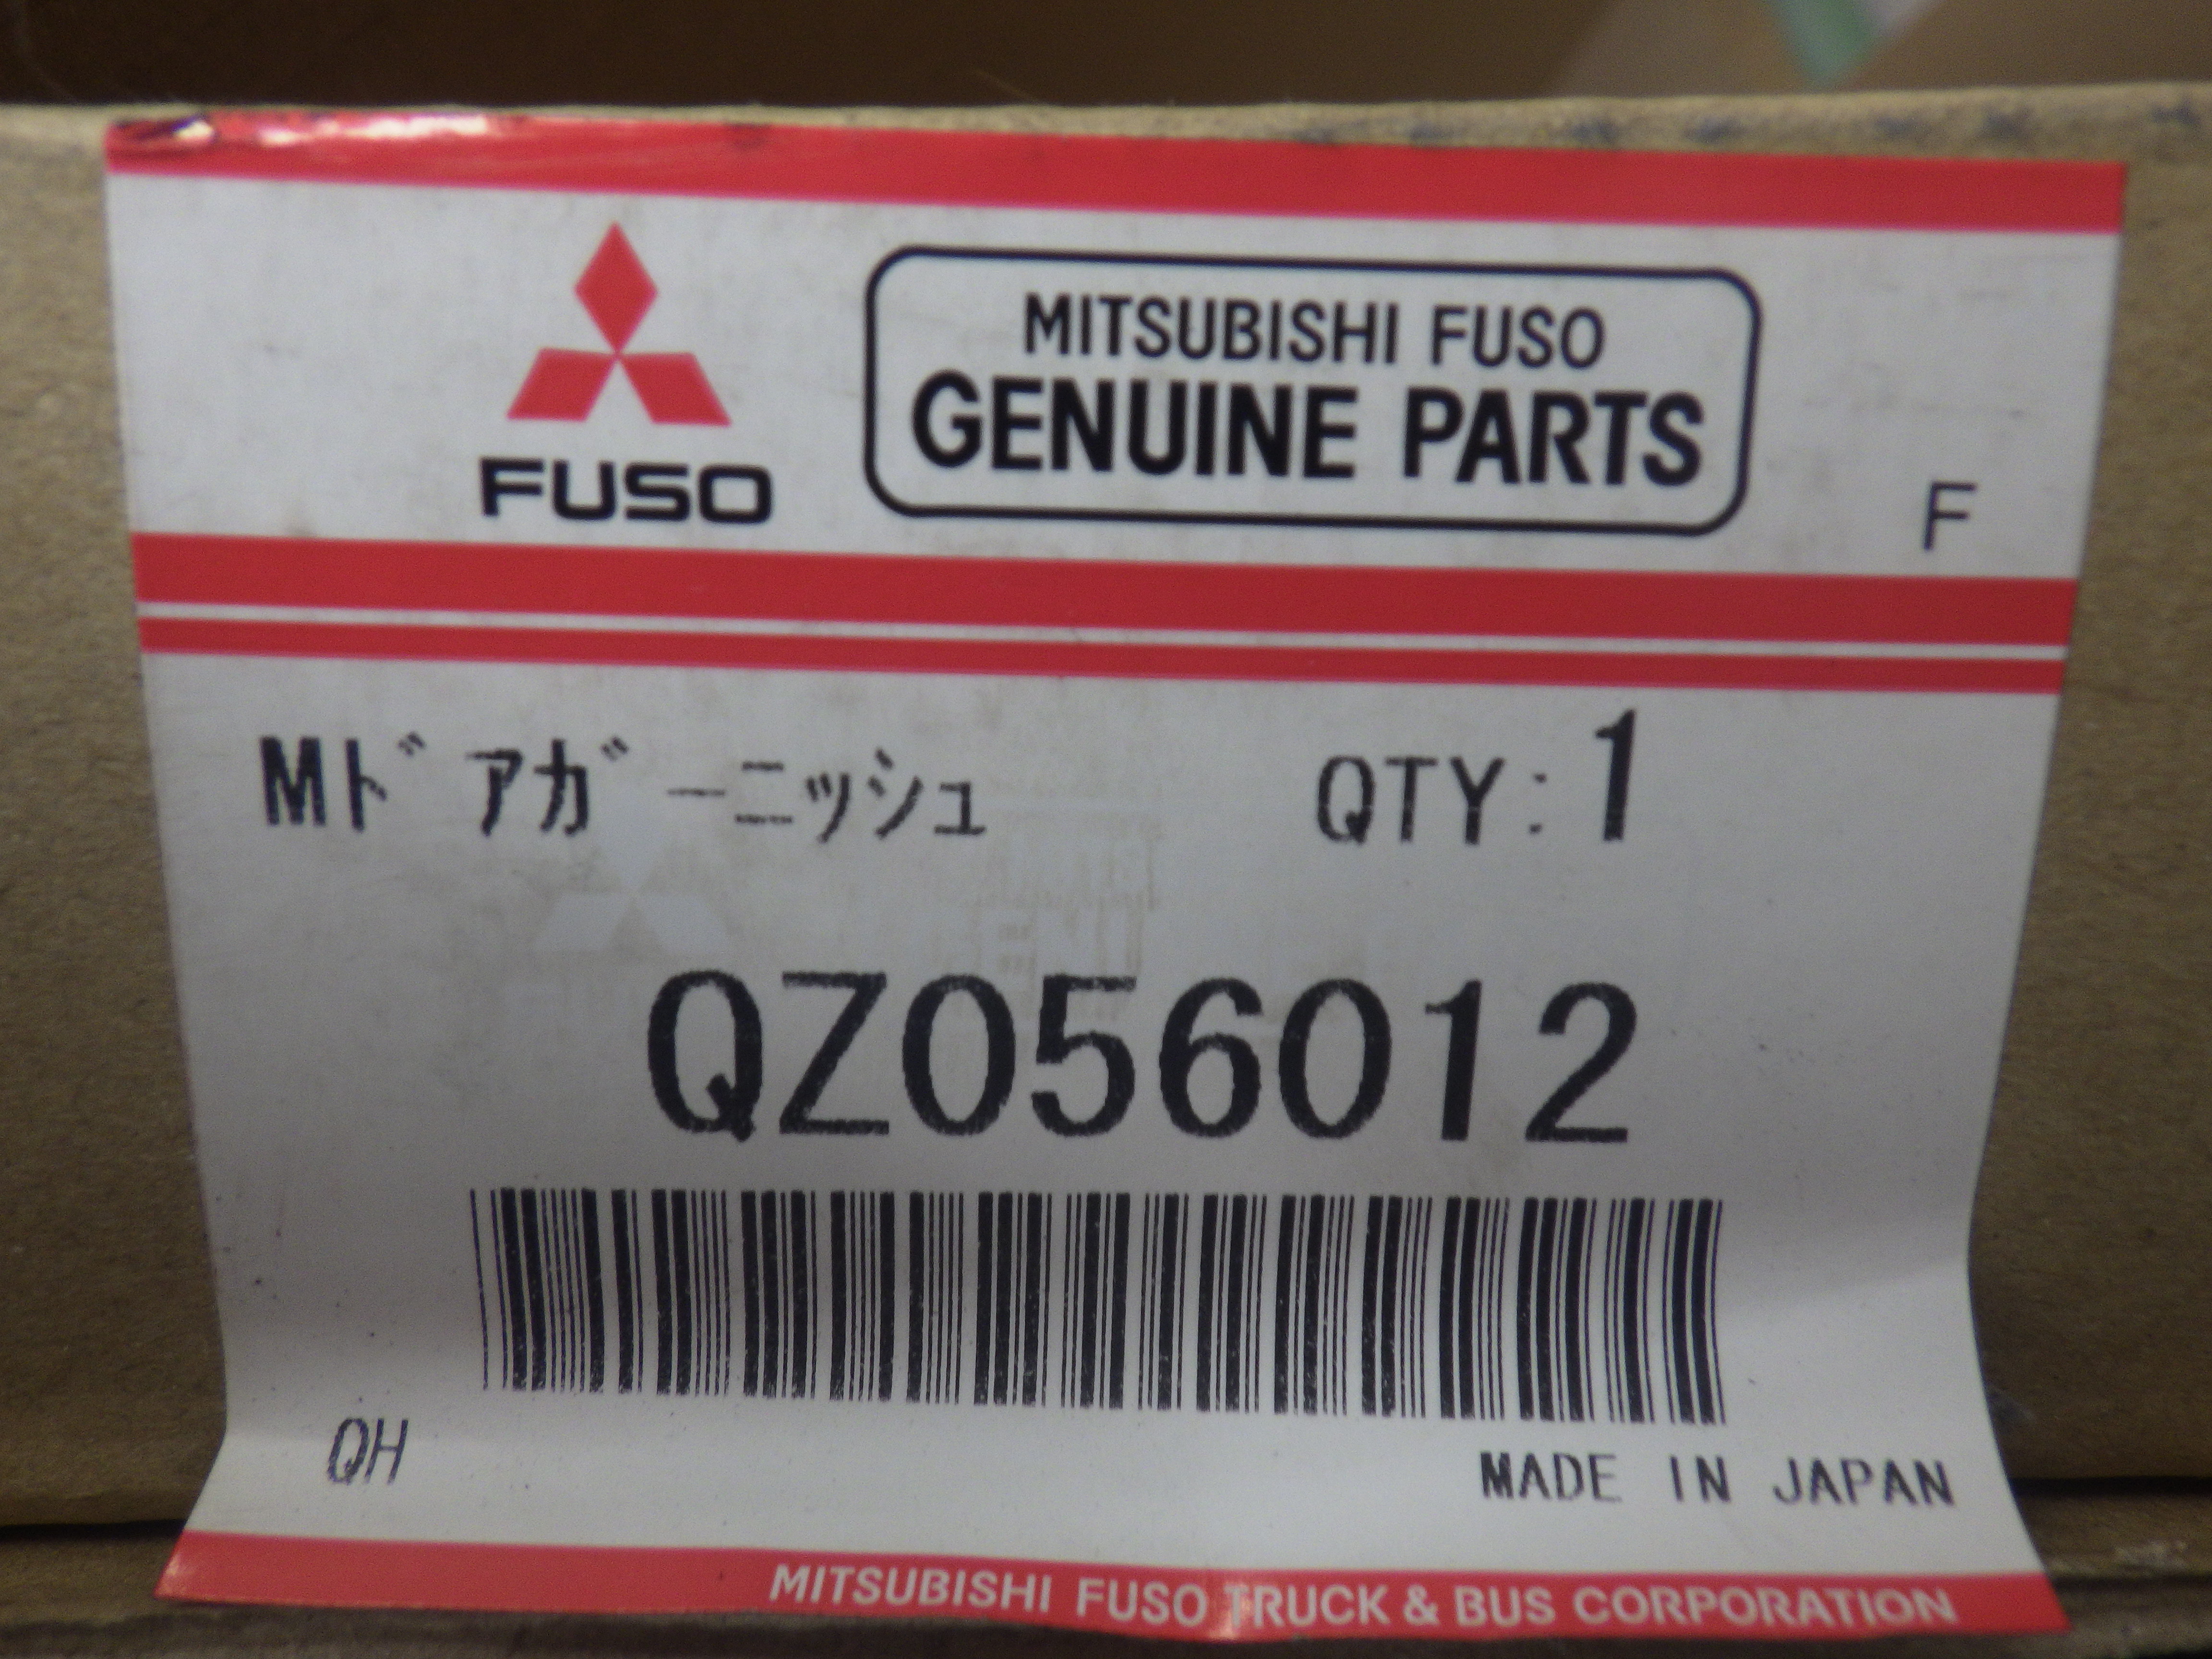 FUSO
MITSUBISHI FUSO
GENUINE PARTS
F
Mﾄﾞｱｶﾞｰﾆｯｼｭ QTY: 1
QZ056012
QH
MADE IN JAPAN
MITSUBISHI FUSO TRUCK & BUS CORPORATION